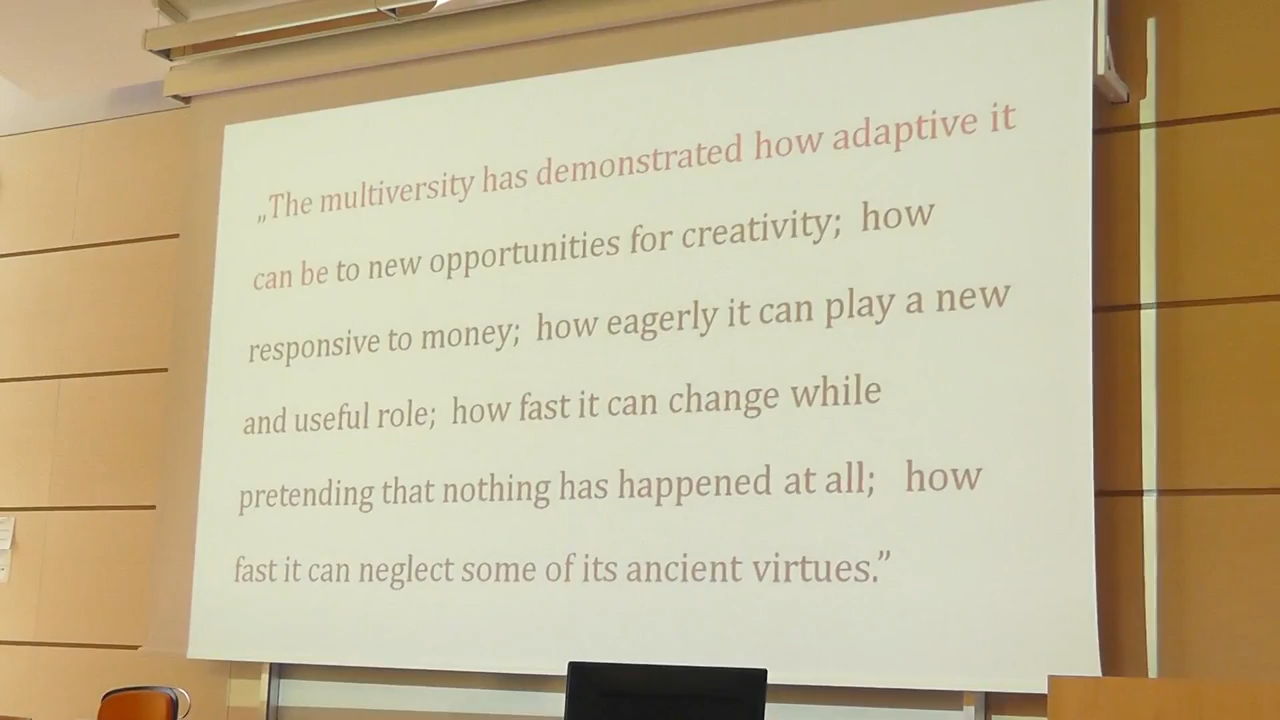 „The multiversity has demonstrated how adaptive it
can be to new opportunities for creativity;  how
responsive to money;  how eagerly it can play a new
and useful role;  how fast it can change while
pretending that nothing has happened at all;   how
fast it can neglect some of its ancient virtues.”